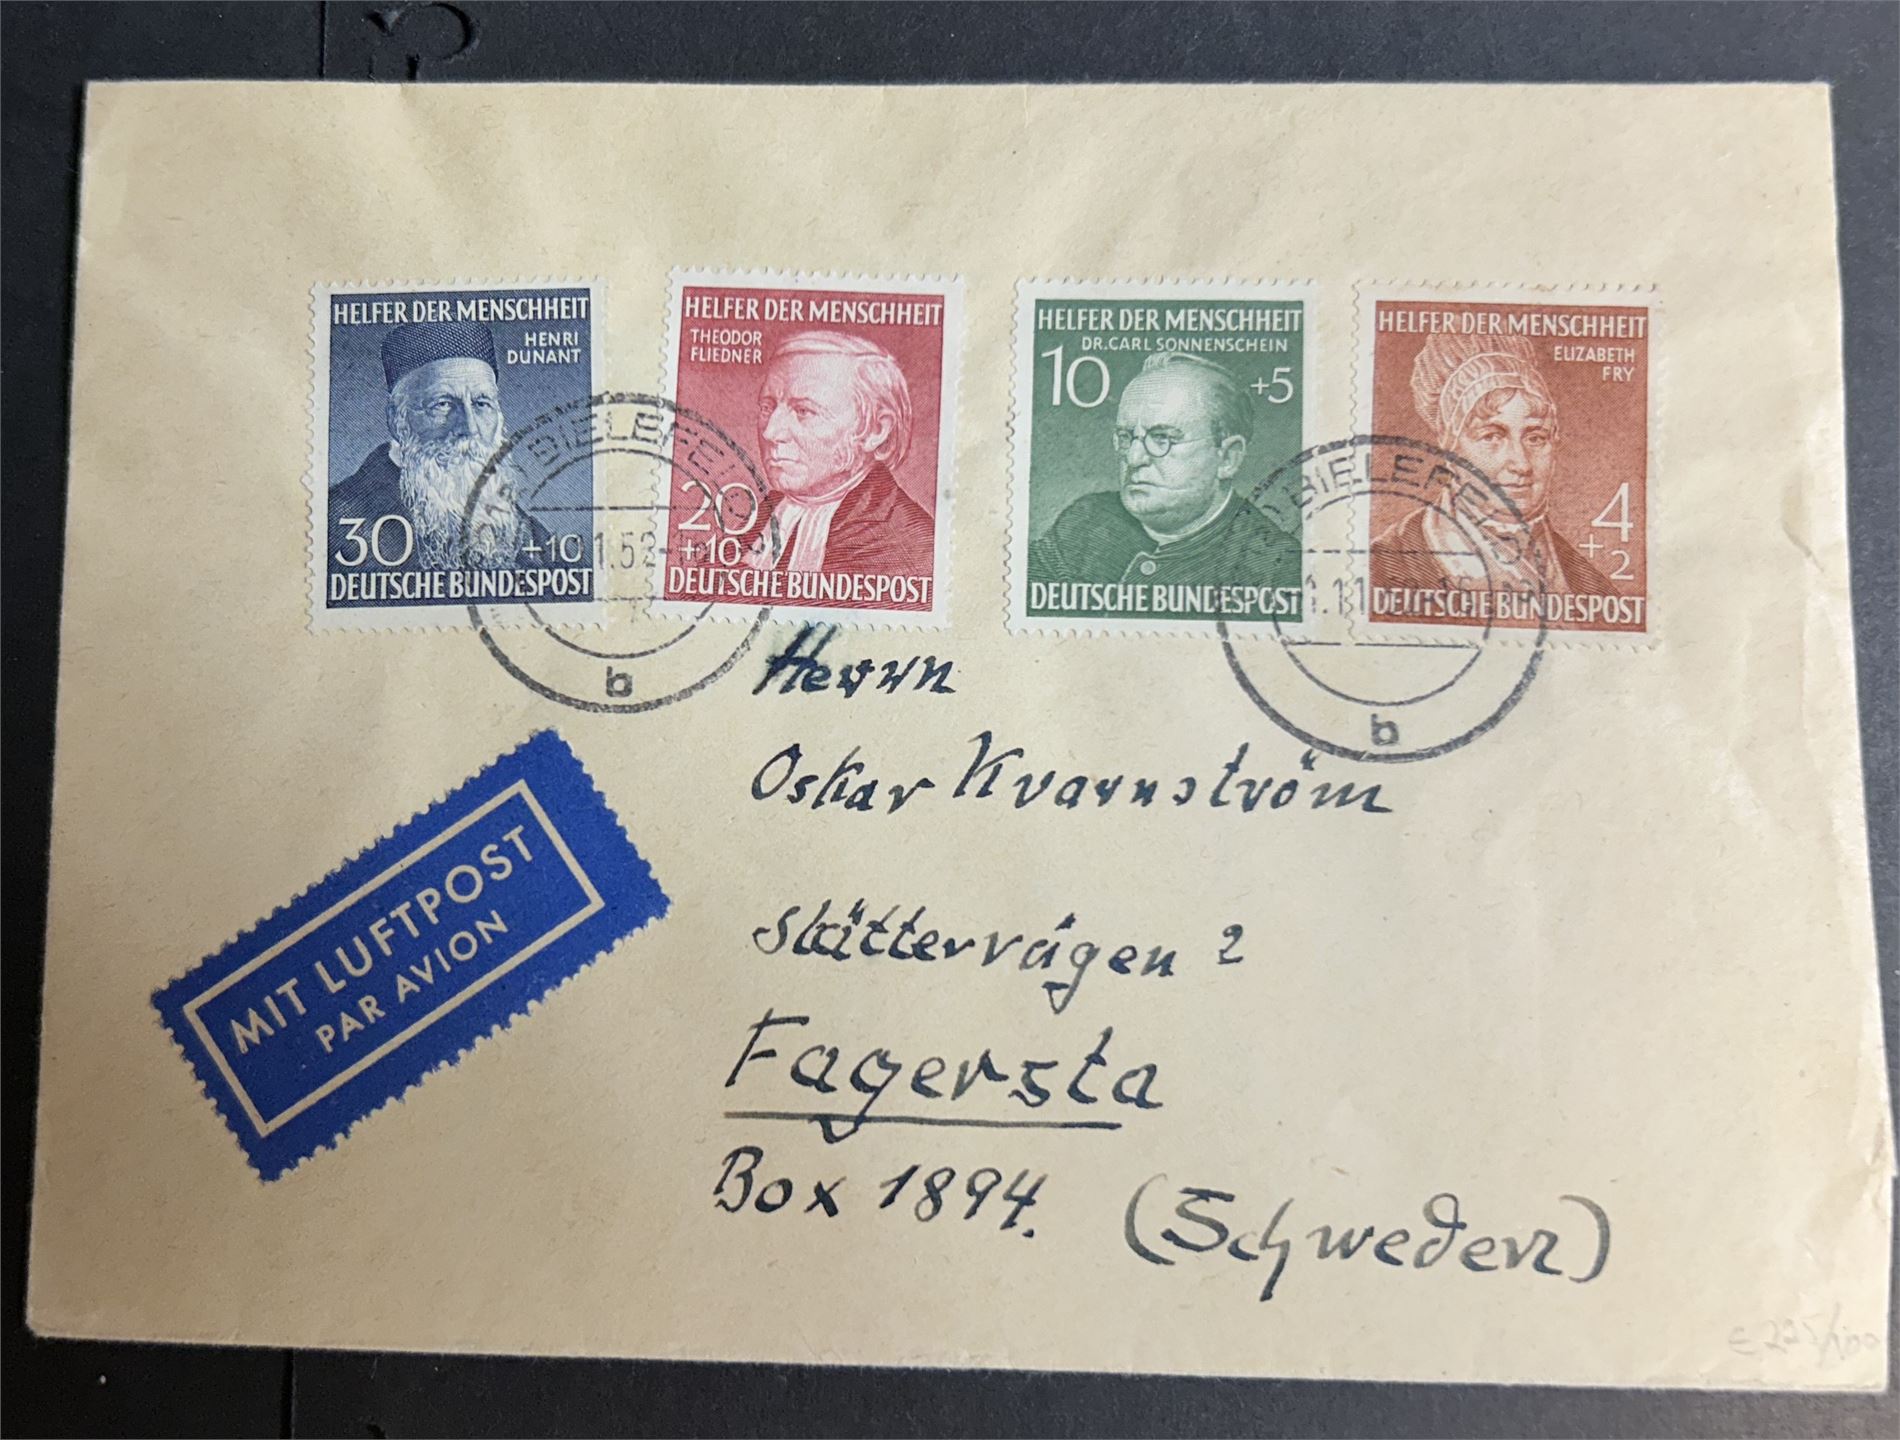 HELFER DER MENSCHHEIT
HENRI
DUNANT
30
+10
DEUTSCHE BUNDESPOST
HELFER DER MENSCHHEIT
THEODOR
FLIEDNER
20
+10
DEUTSCHE BUNDESPOST
HELFER DER MENSCHHEIT
DR. CARL SONNENSCHEIN
10
+5
DEUTSCHE BUNDESPOST
HELFER DER MENSCHHEIT
ELIZABETH
FRY
4
+2
DEUTSCHE BUNDESPOST
BIELEFELD
b
BIELEFELD
b
Herrn
Oskar Kvarnström
Slättervägen 2
Fagersta
Box 1894.
(Schweden)
MIT LUFTPOST
PAR AVION